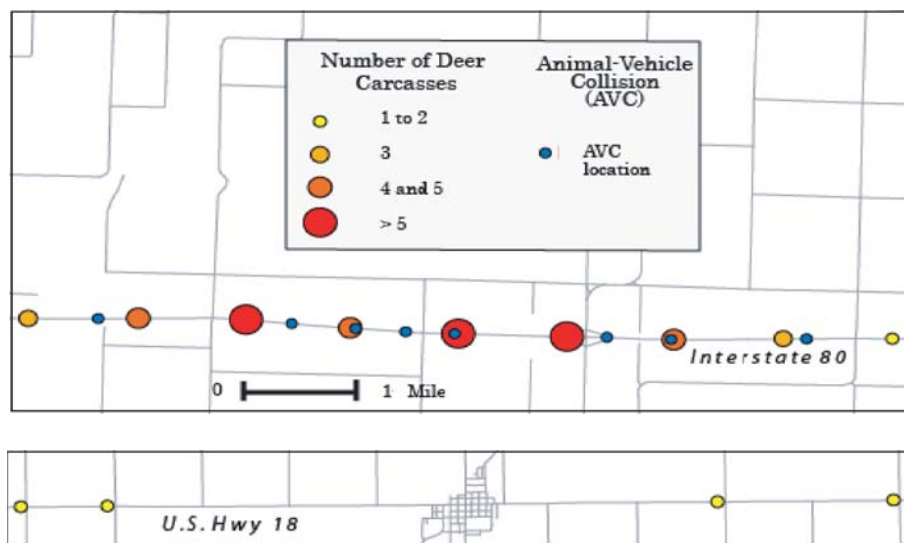 Number of Deer
Carcasses
1 to 2
3
4 and 5
> 5
Animal-Vehicle
Collision
(AVC)
AVC
location
Interstate 80
0
1 Mile
U.S. Hwy 18